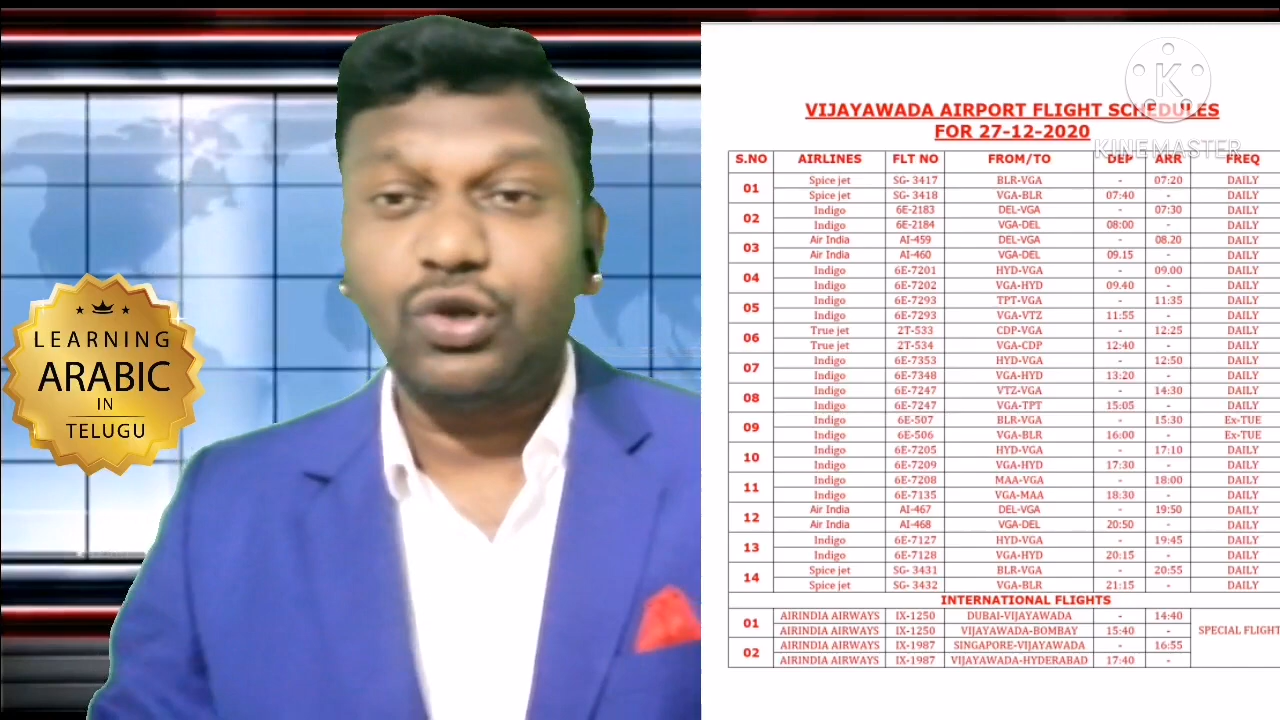 LEARNING
ARABIC
IN
TELUGU
K
KINEMASTER
VIJAYAWADA AIRPORT FLIGHT SCHEDULES
FOR 27-12-2020
S.NO AIRLINES FLT NO FROM/TO DEP ARR FREQ
01 Spice jet SG- 3417 BLR-VGA - 07:20 DAILY
Spice jet SG- 3418 VGA-BLR 07:40 - DAILY
02 Indigo 6E-2183 DEL-VGA - 07:30 DAILY
Indigo 6E-2184 VGA-DEL 08:00 - DAILY
03 Air India AI-459 DEL-VGA - 08.20 DAILY
Air India AI-460 VGA-DEL 09.15 - DAILY
04 Indigo 6E-7201 HYD-VGA - 09.00 DAILY
Indigo 6E-7202 VGA-HYD 09.40 - DAILY
05 Indigo 6E-7293 TPT-VGA - 11:35 DAILY
Indigo 6E-7293 VGA-VTZ 11:55 - DAILY
06 True jet 2T-533 CDP-VGA - 12:25 DAILY
True jet 2T-534 VGA-CDP 12:40 - DAILY
07 Indigo 6E-7353 HYD-VGA - 12:50 DAILY
Indigo 6E-7348 VGA-HYD 13:20 - DAILY
08 Indigo 6E-7247 VTZ-VGA - 14:30 DAILY
Indigo 6E-7247 VGA-TPT 15:05 - DAILY
09 Indigo 6E-507 BLR-VGA - 15:30 Ex-TUE
Indigo 6E-506 VGA-BLR 16:00 - Ex-TUE
10 Indigo 6E-7205 HYD-VGA - 17:10 DAILY
Indigo 6E-7209 VGA-HYD 17:30 - DAILY
11 Indigo 6E-7208 MAA-VGA - 18:00 DAILY
Indigo 6E-7135 VGA-MAA 18:30 - DAILY
12 Air India AI-467 DEL-VGA - 19:50 DAILY
Air India AI-468 VGA-DEL 20:50 - DAILY
13 Indigo 6E-7127 HYD-VGA - 19:45 DAILY
Indigo 6E-7128 VGA-HYD 20:15 - DAILY
14 Spice jet SG- 3431 BLR-VGA - 20:55 DAILY
Spice jet SG- 3432 VGA-BLR 21:15 - DAILY
INTERNATIONAL FLIGHTS
01 AIRINDIA AIRWAYS IX-1250 DUBAI-VIJAYAWADA - 14:40
AIRINDIA AIRWAYS IX-1250 VIJAYAWADA-BOMBAY 15:40 - SPECIAL FLIGHT
02 AIRINDIA AIRWAYS IX-1987 SINGAPORE-VIJAYAWADA - 16:55
AIRINDIA AIRWAYS IX-1987 VIJAYAWADA-HYDERABAD 17:40 -